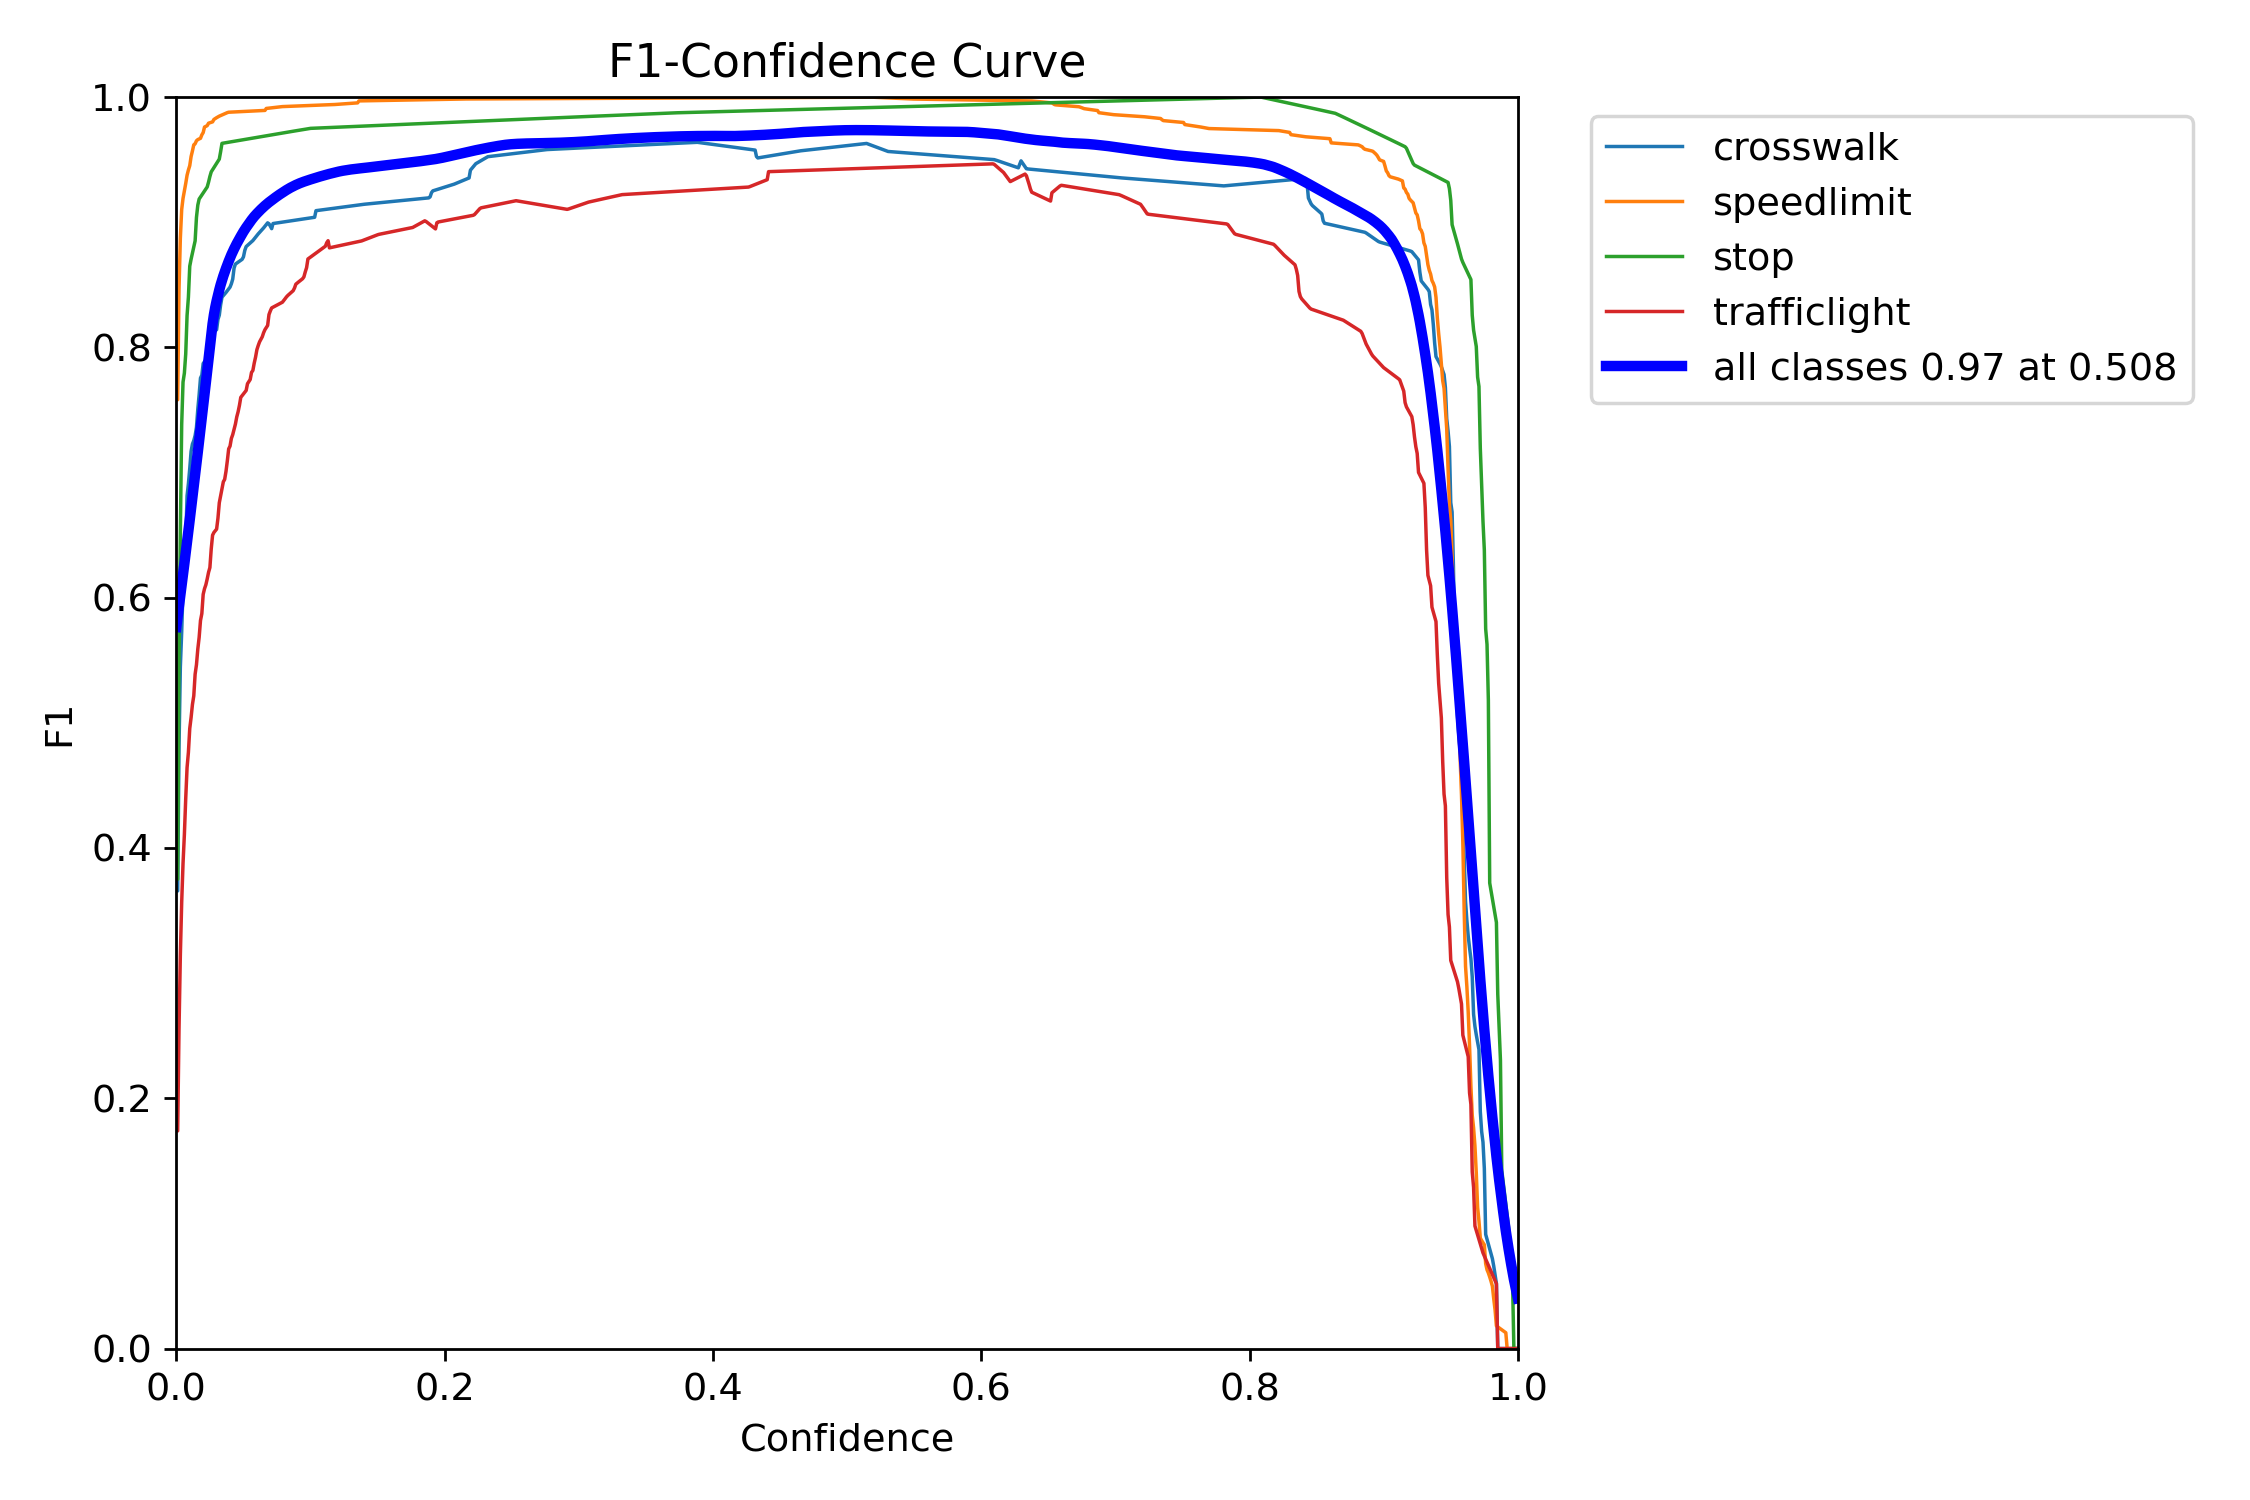 F1-Confidence Curve
1.0
0.8
0.6
0.4
0.2
0.0
F1
0.0 0.2 0.4 0.6 0.8 1.0
Confidence
crosswalk
speedlimit
stop
trafficlight
all classes 0.97 at 0.508